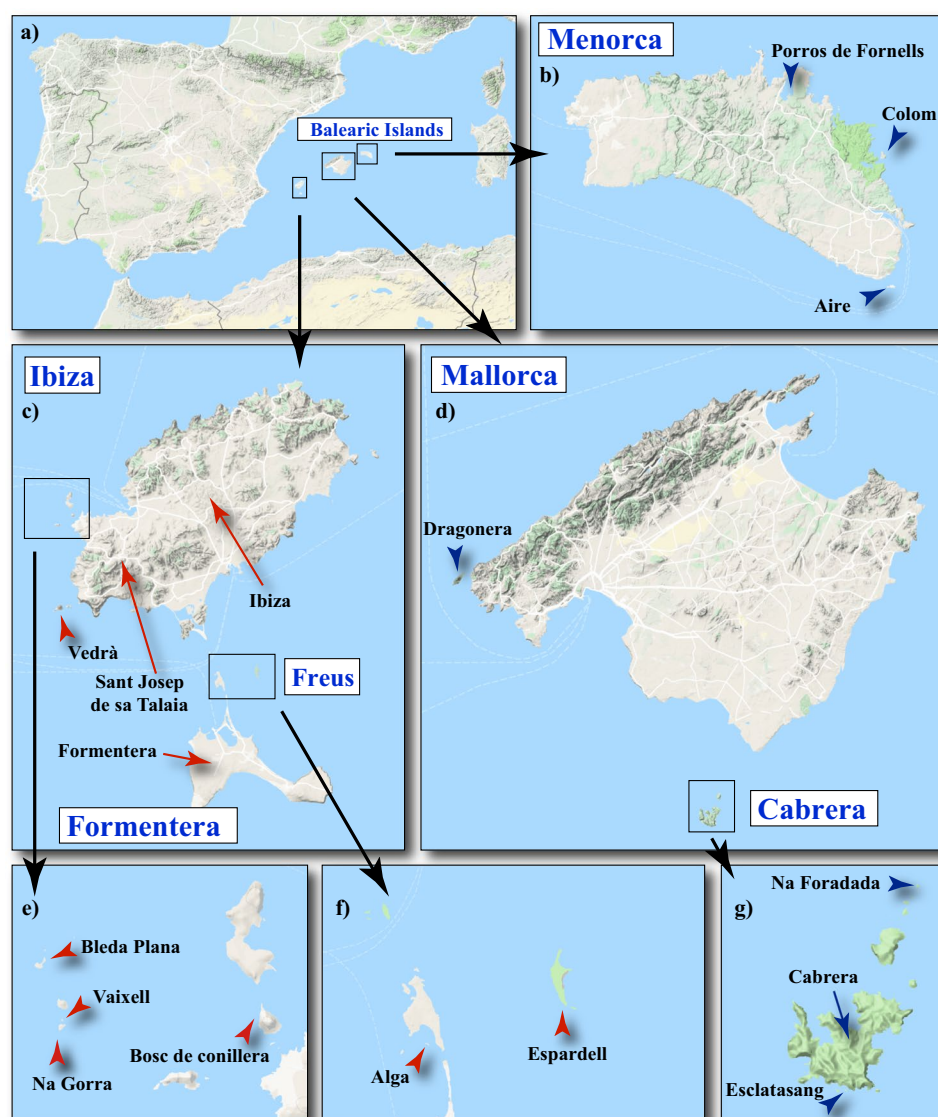 a)
Balearic Islands
Menorca
b)
Porros de Fornells
Colom
Aire
Ibiza
c)
Ibiza
Vedrà
Sant Josep
de sa Talaia
Freus
Formentera
Formentera
Mallorca
d)
Dragonera
Cabrera
e)
Bleda Plana
Vaixell
Bosc de conillera
Na Gorra
f)
Espardell
Alga
Na Foradada
g)
Cabrera
Esclatasang